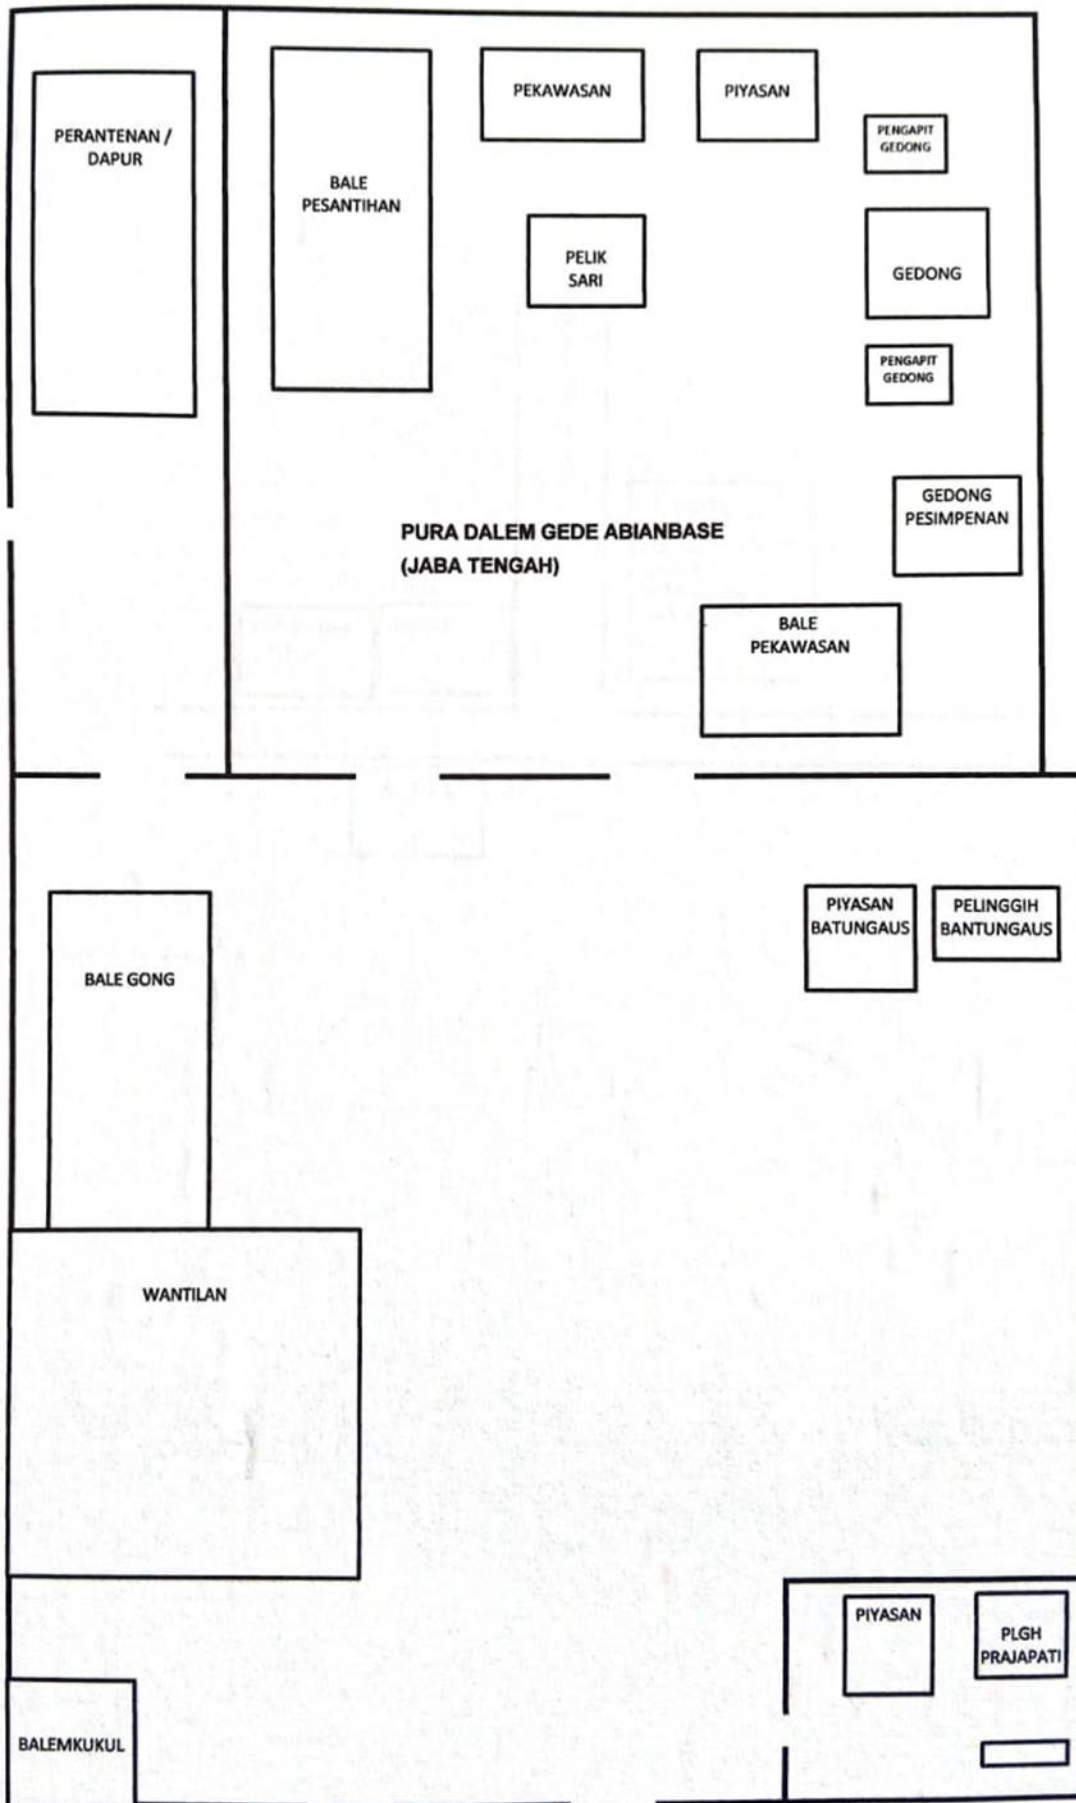 PERANTENAN /
DAPUR
BALE
PESANTIHAN
PEKAWASAN
PIYASAN
PENGAPIT
GEDONG
PELIK
SARI
GEDONG
PENGAPIT
GEDONG
GEDONG
PESIMPENAN
PURA DALEM GEDE ABIANBASE
(JABA TENGAH)
BALE
PEKAWASAN
PIYASAN
BATUNGAUS
PELINGGIH
BANTUNGAUS
BALE GONG
WANTILAN
PIYASAN
PLGH
PRAJAPATI
BALEMKUKUL